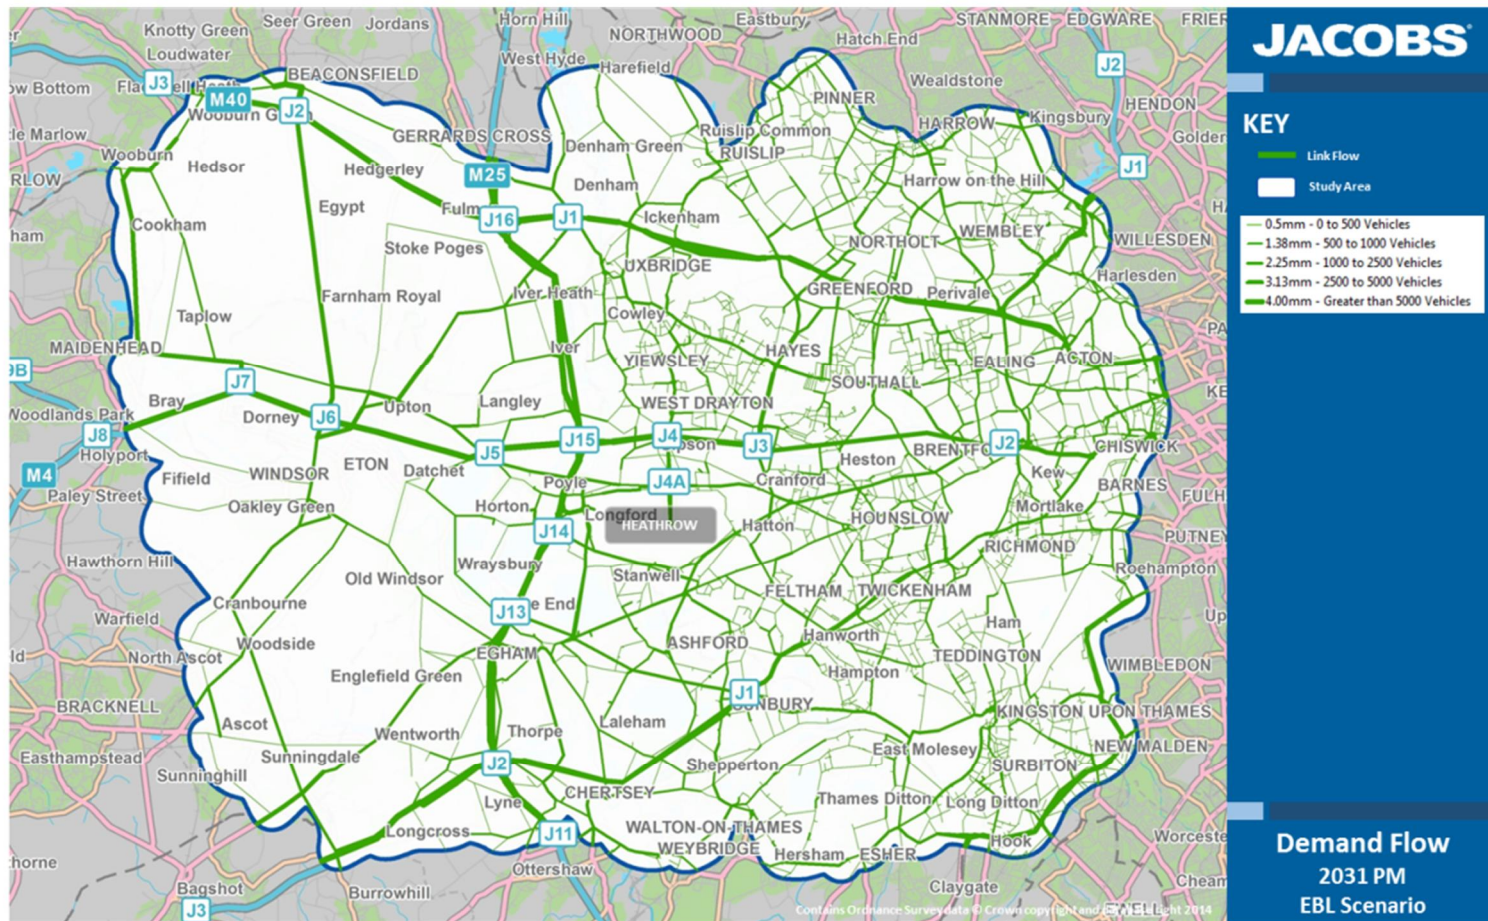 Horn Hill
Eastbury
STANMORE
EDGWARE
FRIER
Seer Green
Jordans
Knotty Green
NORTHWOOD
Hatch End
Loudwater
West Hyde
Harefield
J2
BEACONSFIELD
J3
Wealdstone
M40
J2
PINNER
HENDON
GERRARDS CROSS
Ruislip Common
HARROW
Kingsbury
Golder
Denham Green
RUISLIP
Wooburn
Hedsor
Hedgerley
M25
Denham
J1
Harrow on the Hill
Egypt
J16
J1
Ickenham
Cookham
WEMBLEY
NORTHOLT
WILLESDEN
Stoke Poges
UXBRIDGE
Harlesden
Farnham Royal
Iver Heath
GREENFORD
Perivale
Taplow
Cowley
MAIDENHEAD
Iver
YIEWSLEY
HAYES
EALING
ACTON
J7
SOUTHALL
Bray
Dorney
J6
Upton
Langley
WEST DRAYTON
Woodlands Park
J8
J5
J15
J4
J3
BRENTFO
J2
CHISWICK
Holyport
M4
Fifield
WINDSOR
ETON
Datchet
Poyle
J4A
Cranford
Heston
Kew
BARNES
Paley Street
Oakley Green
Horton
Longford
HEATHROW
Hatton
HOUNSLOW
Mortlake
FULH
J14
RICHMOND
PUTNEY
Hawthorn Hill
Wraysbury
Old Windsor
Stanwell
Roehampton
FELTHAM
TWICKENHAM
Cranbourne
J13
e End
Warfield
Ham
Woodside
Hanworth
North Ascot
EGHAM
ASHFORD
TEDDINGTON
WIMBLEDON
Englefield Green
Hampton
BRACKNELL
J1
KINGSTON UPON THAMES
Ascot
Wentworth
Thorpe
Laleham
East Molesey
NEW MALDEN
Easthampstead
Sunningdale
J2
Shepperton
SURBITON
Sunninghill
Lyne
CHERTSEY
Thames Ditton
Long Ditton
Longcross
J11
WALTON-ON-THAMES
WEYBRIDGE
Hersham
ESHER
Hook
Worceste
Ottershaw
Bagshot
Burrowhill
Claygate
Cheam
J3
JACOBS
KEY
Link Flow
Study Area
0.5mm - 0 to 500 Vehicles
1.38mm - 500 to 1000 Vehicles
2.25mm - 1000 to 2500 Vehicles
3.13mm - 2500 to 5000 Vehicles
4.00mm - Greater than 5000 Vehicles
Demand Flow
2031 PM
EBL Scenario